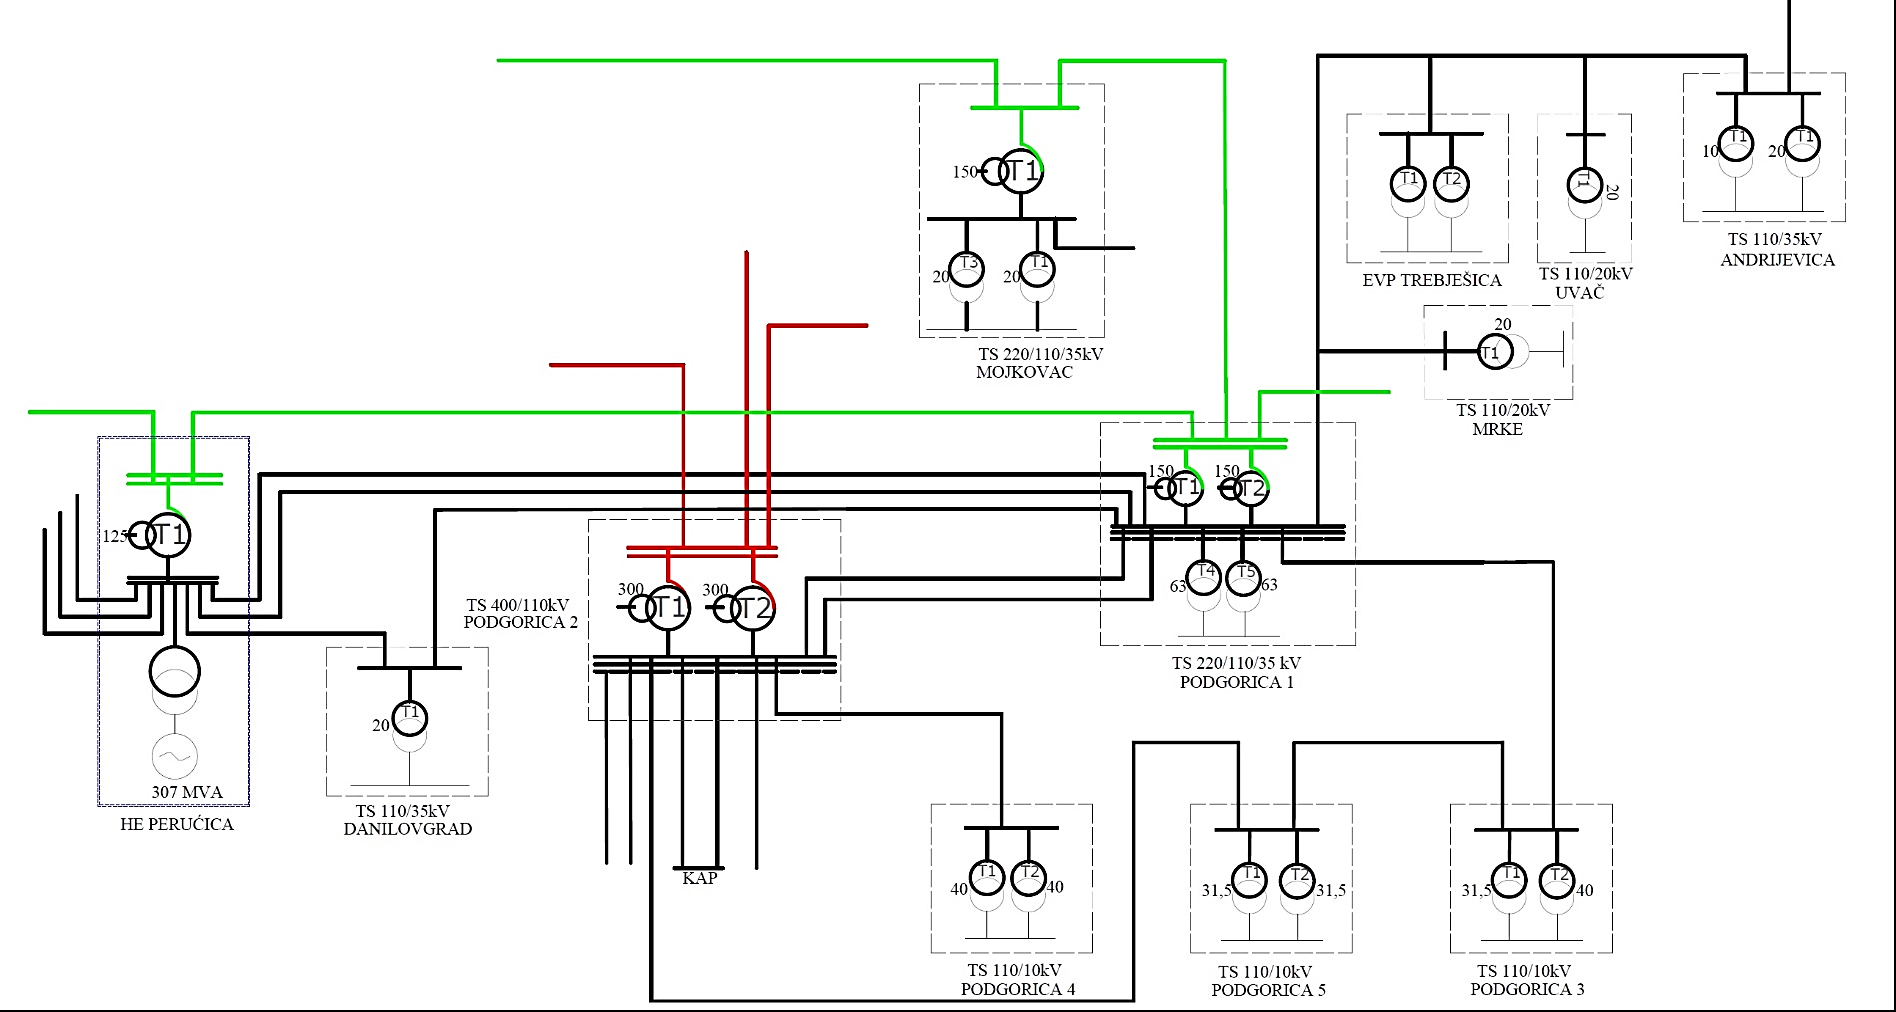 T1
150
T3
20
T1
20
TS 220/110/35kV
MOJKOVAC
T1
T2
EVP TREBJEŠICA
T1
20
TS 110/20kV
UVAČ
T1
10
T1
20
TS 110/35kV
ANDRIJEVICA
20
T1
TS 110/20kV
MRKE
125
T1
307 MVA
HE PERUĆICA
T1
20
TS 110/35kV
DANILOVGRAD
TS 400/110kV
PODGORICA 2
300
T1
300
T2
KAP
150
T1
150
T2
63
T4
T5
63
TS 220/110/35 kV
PODGORICA 1
T1
T2
40
40
TS 110/10kV
PODGORICA 4
T1
T2
31,5
31,5
TS 110/10kV
PODGORICA 5
T1
T2
31,5
40
TS 110/10kV
PODGORICA 3